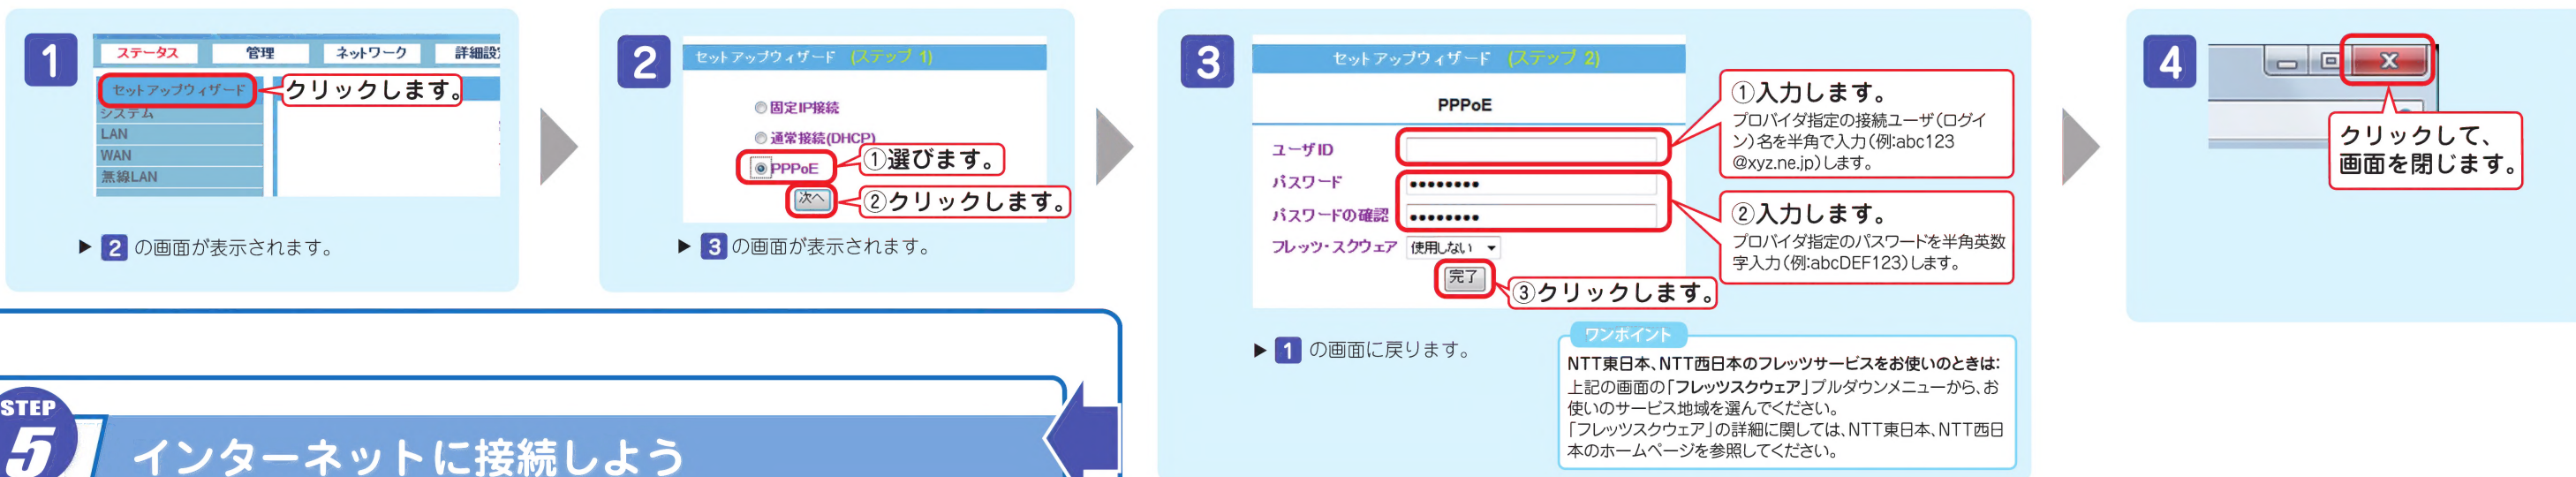 1
ステータス 管理 ネットワーク 詳細設
セットアップウィザード
クリックします。
システム
LAN
WAN
無線LAN
▶ 2 の画面が表示されます。
2
セットアップウィザード (ステップ 1)
固定IP接続
通常接続(DHCP)
PPPoE
①選びます。
次へ
②クリックします。
▶ 3 の画面が表示されます。
3
セットアップウィザード (ステップ 2)
PPPoE
ユーザID
パスワード ••••••••
パスワードの確認 ••••••••
フレッツ・スクウェア 使用しない
完了
①入力します。
プロバイダ指定の接続ユーザ(ログイ
ン)名を半角で入力(例:abc123
@xyz.ne.jp)します。
②入力します。
プロバイダ指定のパスワードを半角英数
字入力(例:abcDEF123)します。
③クリックします。
▶ 1 の画面に戻ります。
ワンポイント
NTT東日本、NTT西日本のフレッツサービスをお使いのときは:
上記の画面の「フレッツスクウェア」プルダウンメニューから、お
使いのサービス地域を選んでください。
「フレッツスクウェア」の詳細に関しては、NTT東日本、NTT西日
本のホームページを参照してください。
4
クリックして、
画面を閉じます。
STEP
5
インターネットに接続しよう